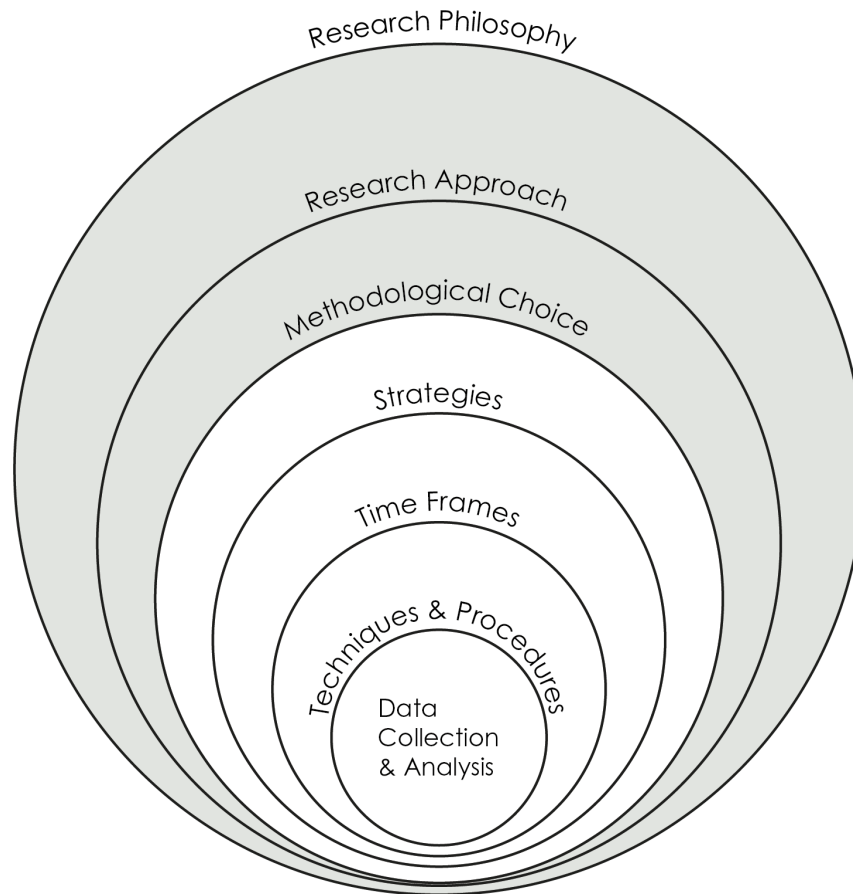 Research Philosophy
Research Approach
Methodological Choice
Strategies
Time Frames
Techniques & Procedures
Data
Collection
& Analysis